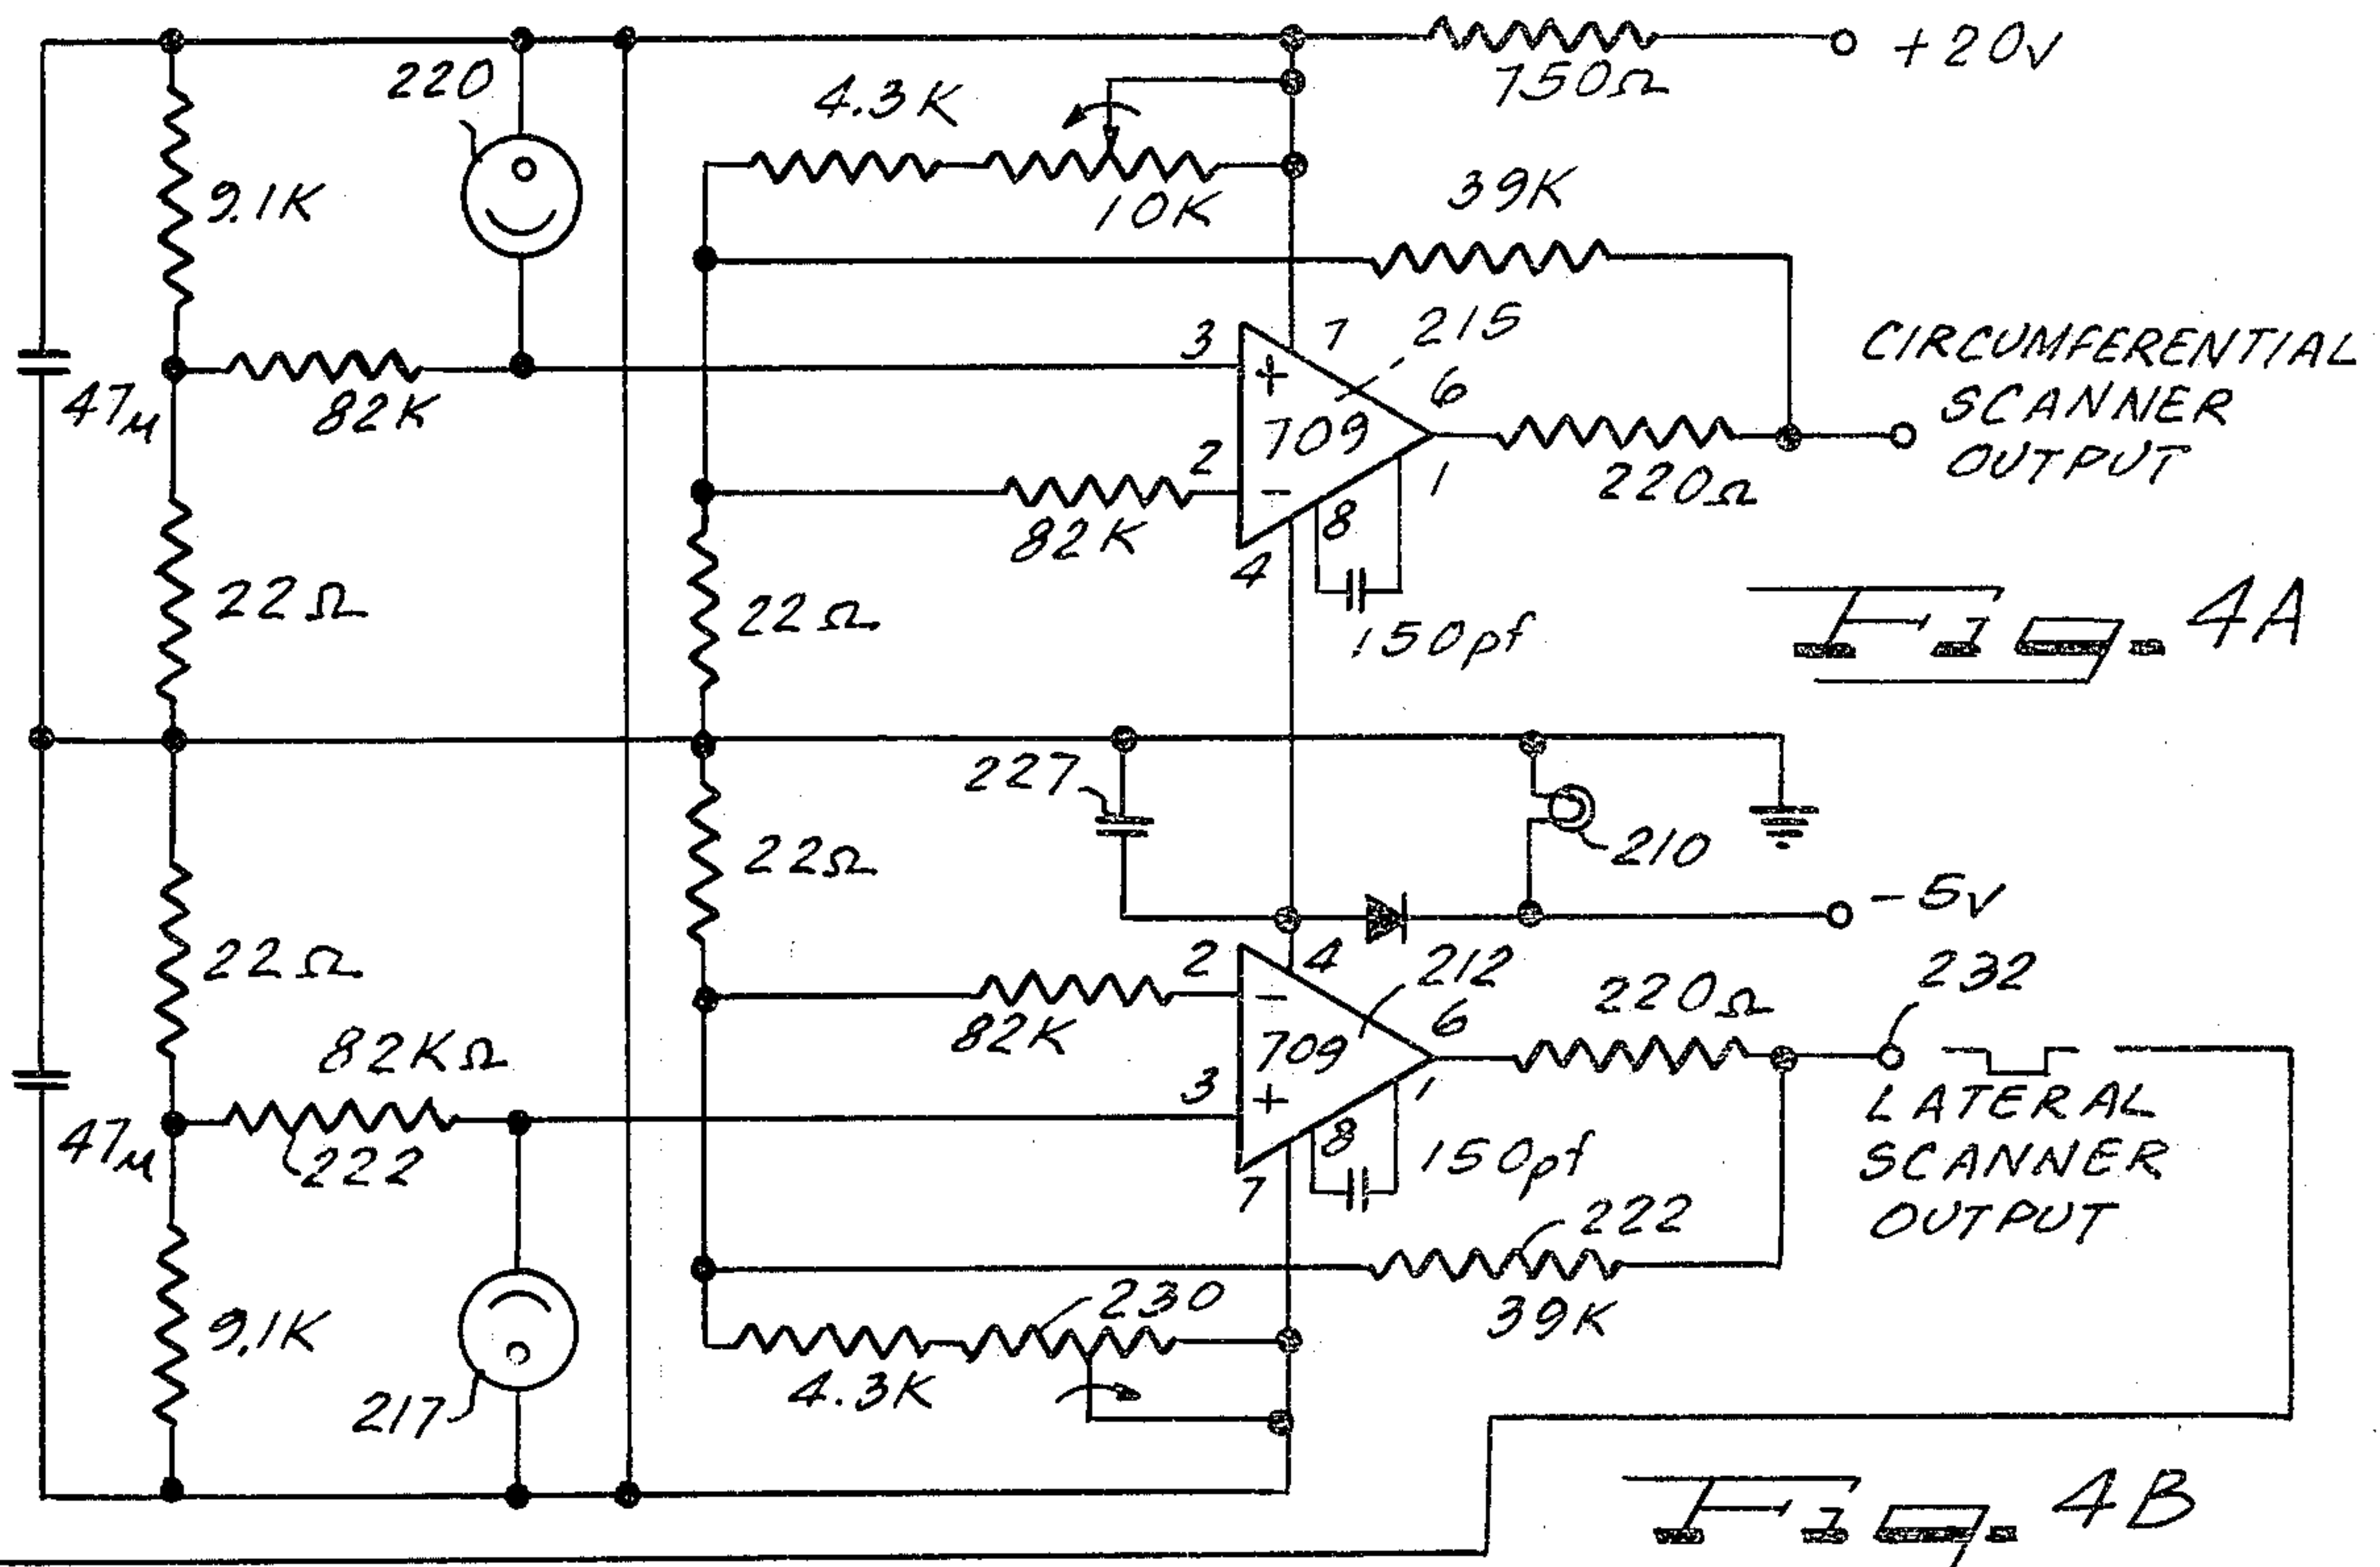 +20v
220
4.3K
750Ω
9.1K
10K
39K
3
7
215
6
CIRCUMFERENTIAL
SCANNER
OUTPUT
47μ
82K
+
709
2
-
1
220Ω
82K
8
4
22Ω
22Ω
150pf
Fig. 4A
227
22Ω
210
-5v
22Ω
2
4
212
232
82KΩ
82K
-
709
6
220Ω
3
+
1
LATERAL
SCANNER
OUTPUT
47μ
222
8
7
150pf
222
9.1K
230
39K
217
4.3K
Fig. 4B